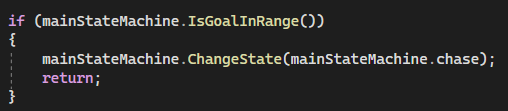 if (mainStateMachine.IsGoalInRange())
{
    mainStateMachine.ChangeState(mainStateMachine.chase);
    return;
}